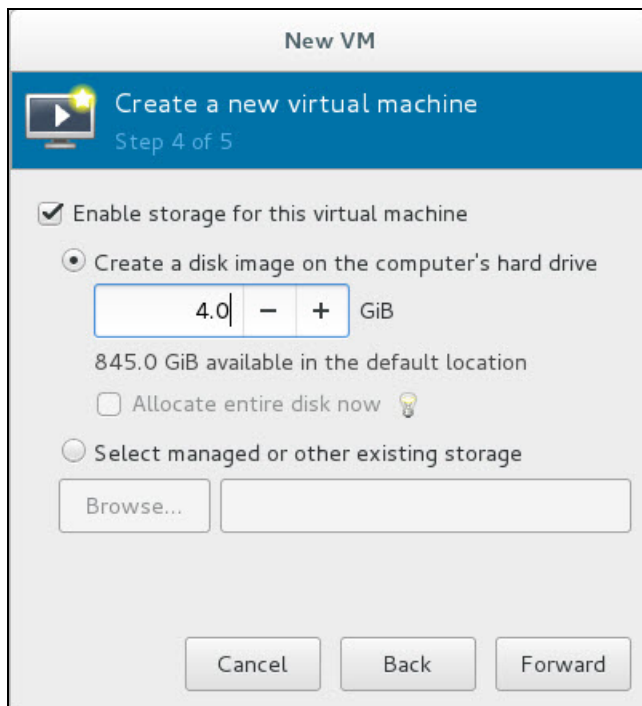 New VM
Create a new virtual machine
Step 4 of 5
Enable storage for this virtual machine
Create a disk image on the computer's hard drive
4.0 − + GiB
845.0 GiB available in the default location
Allocate entire disk now
Select managed or other existing storage
Browse...
Cancel Back Forward